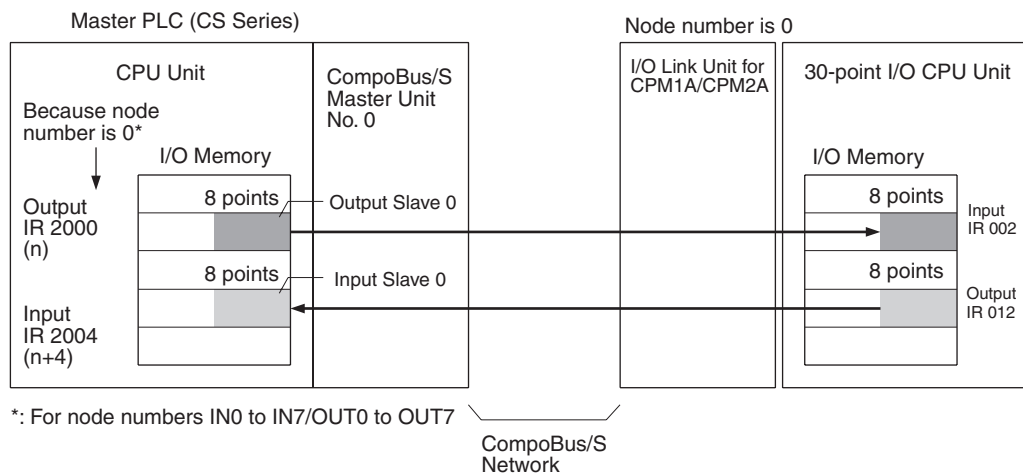 Master PLC (CS Series)
Node number is 0
CPU Unit
CompoBus/S
Master Unit
No. 0
I/O Link Unit for
CPM1A/CPM2A
30-point I/O CPU Unit
Because node
number is 0*
I/O Memory
I/O Memory
8 points
Output Slave 0
8 points
Output
IR 2000
(n)
Input
IR 002
8 points
Input Slave 0
8 points
Input
IR 2004
(n+4)
Output
IR 012
*: For node numbers IN0 to IN7/OUT0 to OUT7
CompoBus/S
Network